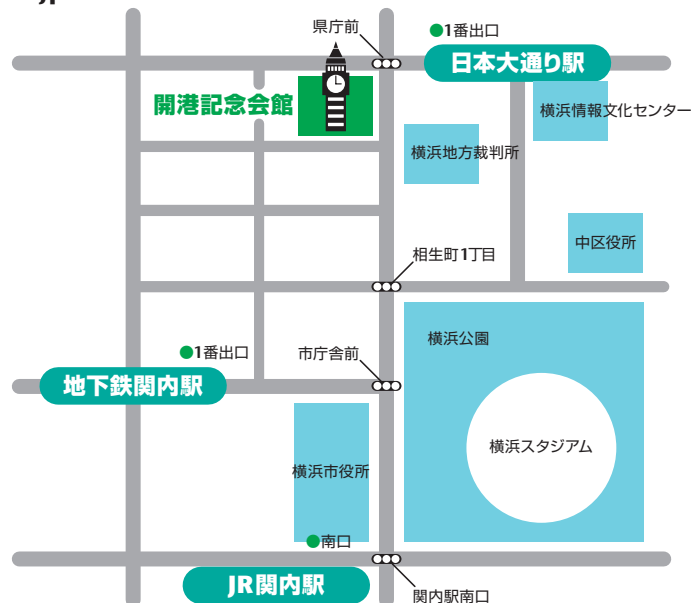 県庁前
●1番出口
日本大通り駅
開港記念会館
横浜情報文化センター
横浜地方裁判所
中区役所
相生町1丁目
横浜公園
●1番出口
市庁舎前
地下鉄関内駅
横浜スタジアム
横浜市役所
●南口
JR関内駅
関内駅南口